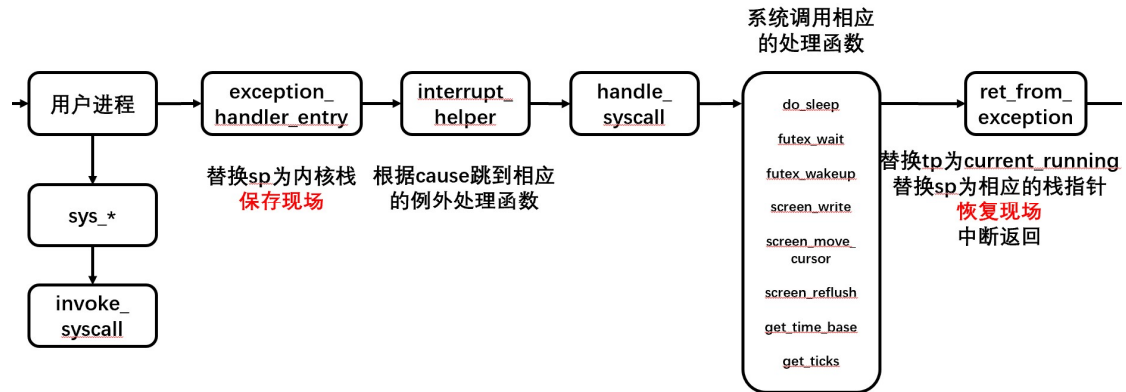 系统调用相应
的处理函数
用户进程
exception_
handler_entry
interrupt_
helper
handle_
syscall
do_sleep
futex_wait
futex_wakeup
screen_write
screen_move_
cursor
screen_reflush
get_time_base
get_ticks
ret_from_
exception
替换sp为内核栈
保存现场
根据cause跳到相应
的例外处理函数
替换tp为current_running
替换sp为相应的栈指针
恢复现场
中断返回
sys_*
invoke_
syscall